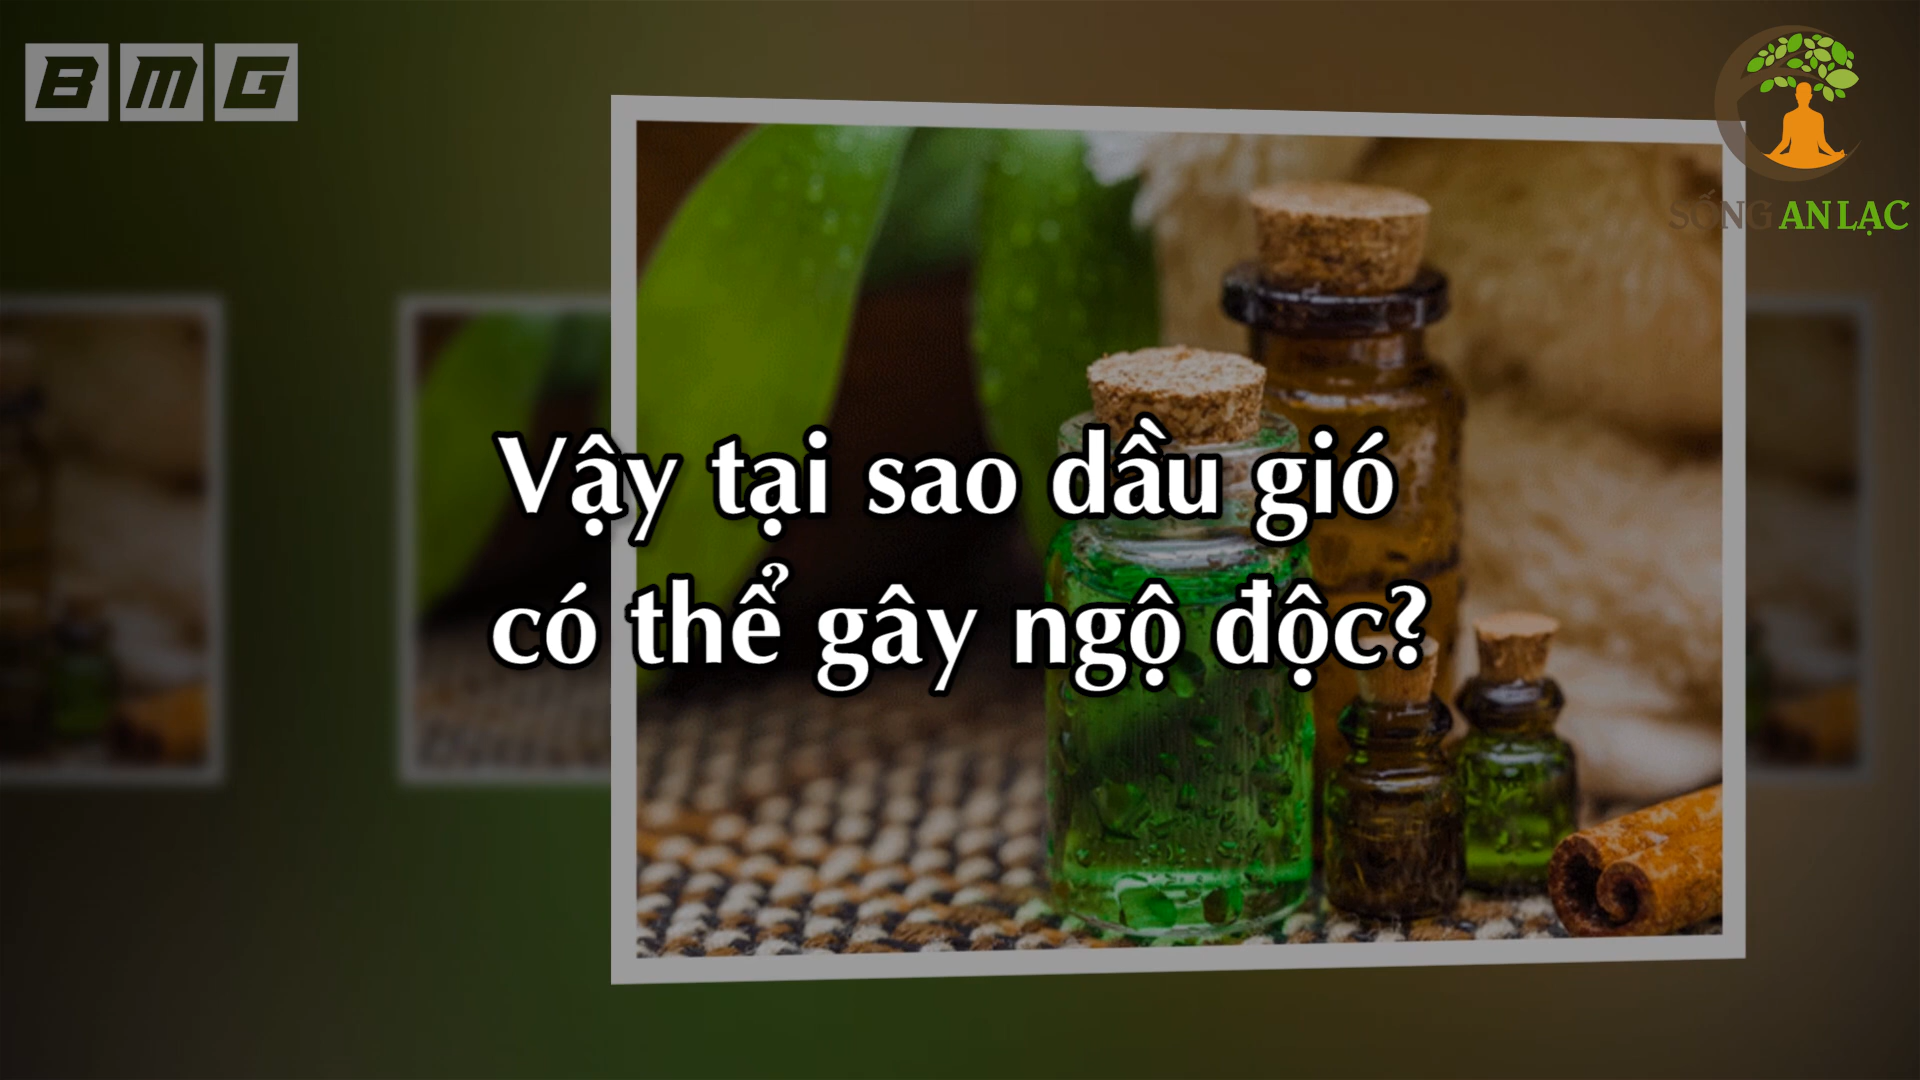 BMG
SỐNG AN LẠC
Vậy tại sao dầu gió
có thể gây ngộ độc?